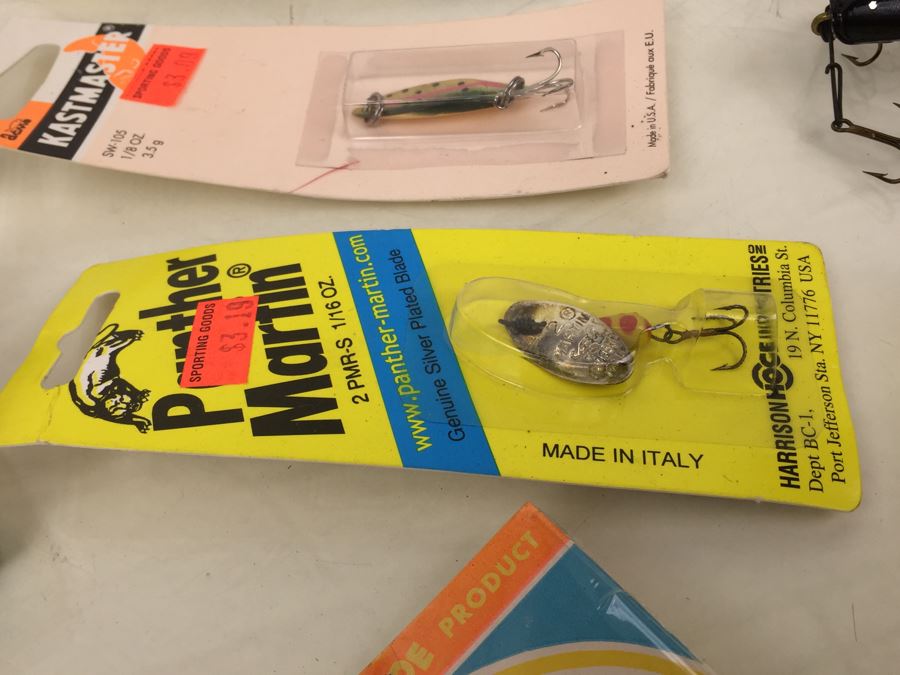 Acme
KASTMASTER
SPORTING GOODS
SW-105
1/8 OZ
3.5 g
Made in U.S.A. / Fabriqué aux E.U.
Panther
Martin®
SPORTING GOODS
$3.19
2 PMR-S 1/16 OZ.
www.panther-martin.com
Genuine Silver Plated Blade
MADE IN ITALY
HARRISON HOGE INDUSTRIES INC
19 N. Columbia St.
Dept BC-1,
Port Jefferson Sta. NY 11776 USA
PRODUCT